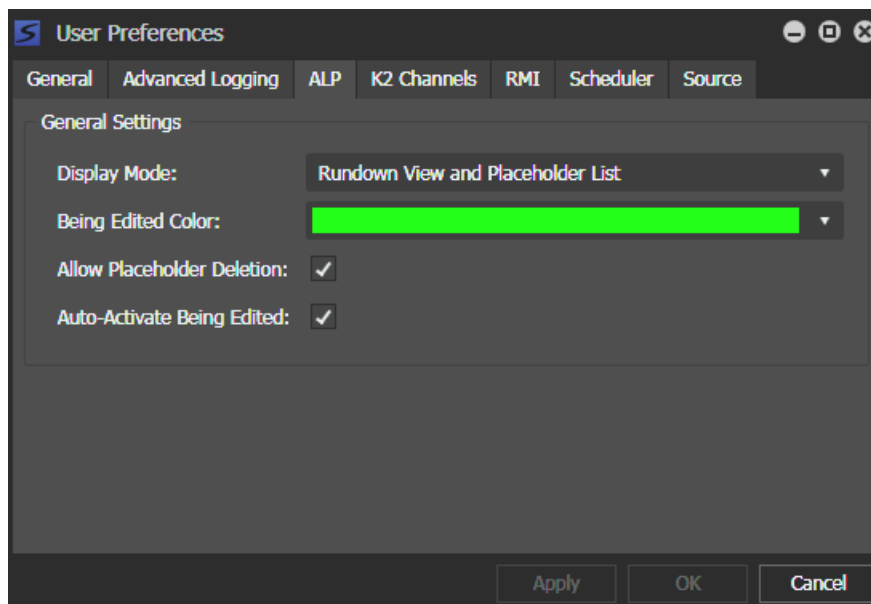 User Preferences
General Advanced Logging ALP K2 Channels RMI Scheduler Source
General Settings
Display Mode: Rundown View and Placeholder List
Being Edited Color:
Allow Placeholder Deletion:
Auto-Activate Being Edited:
Apply OK Cancel